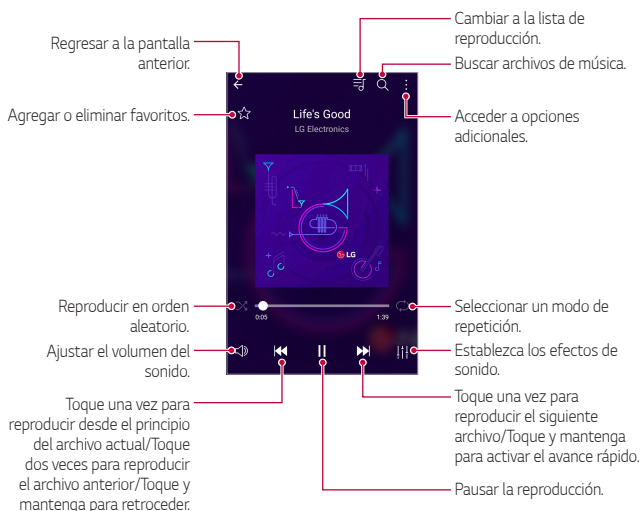 Cambiar a la lista de
reproducción.
Regresar a la pantalla
anterior.
Buscar archivos de música.
Agregar o eliminar favoritos.
Life's Good
LG Electronics
Acceder a opciones
adicionales.
LG
Reproducir en orden
aleatorio.
0:05
1:39
Seleccionar un modo de
repetición.
Ajustar el volumen del
sonido.
Establezca los efectos de
sonido.
Toque una vez para
reproducir desde el principio
del archivo actual/Toque
dos veces para reproducir
el archivo anterior/Toque y
mantenga para retroceder.
Toque una vez para
reproducir el siguiente
archivo/Toque y mantenga
para activar el avance rápido.
Pausar la reproducción.